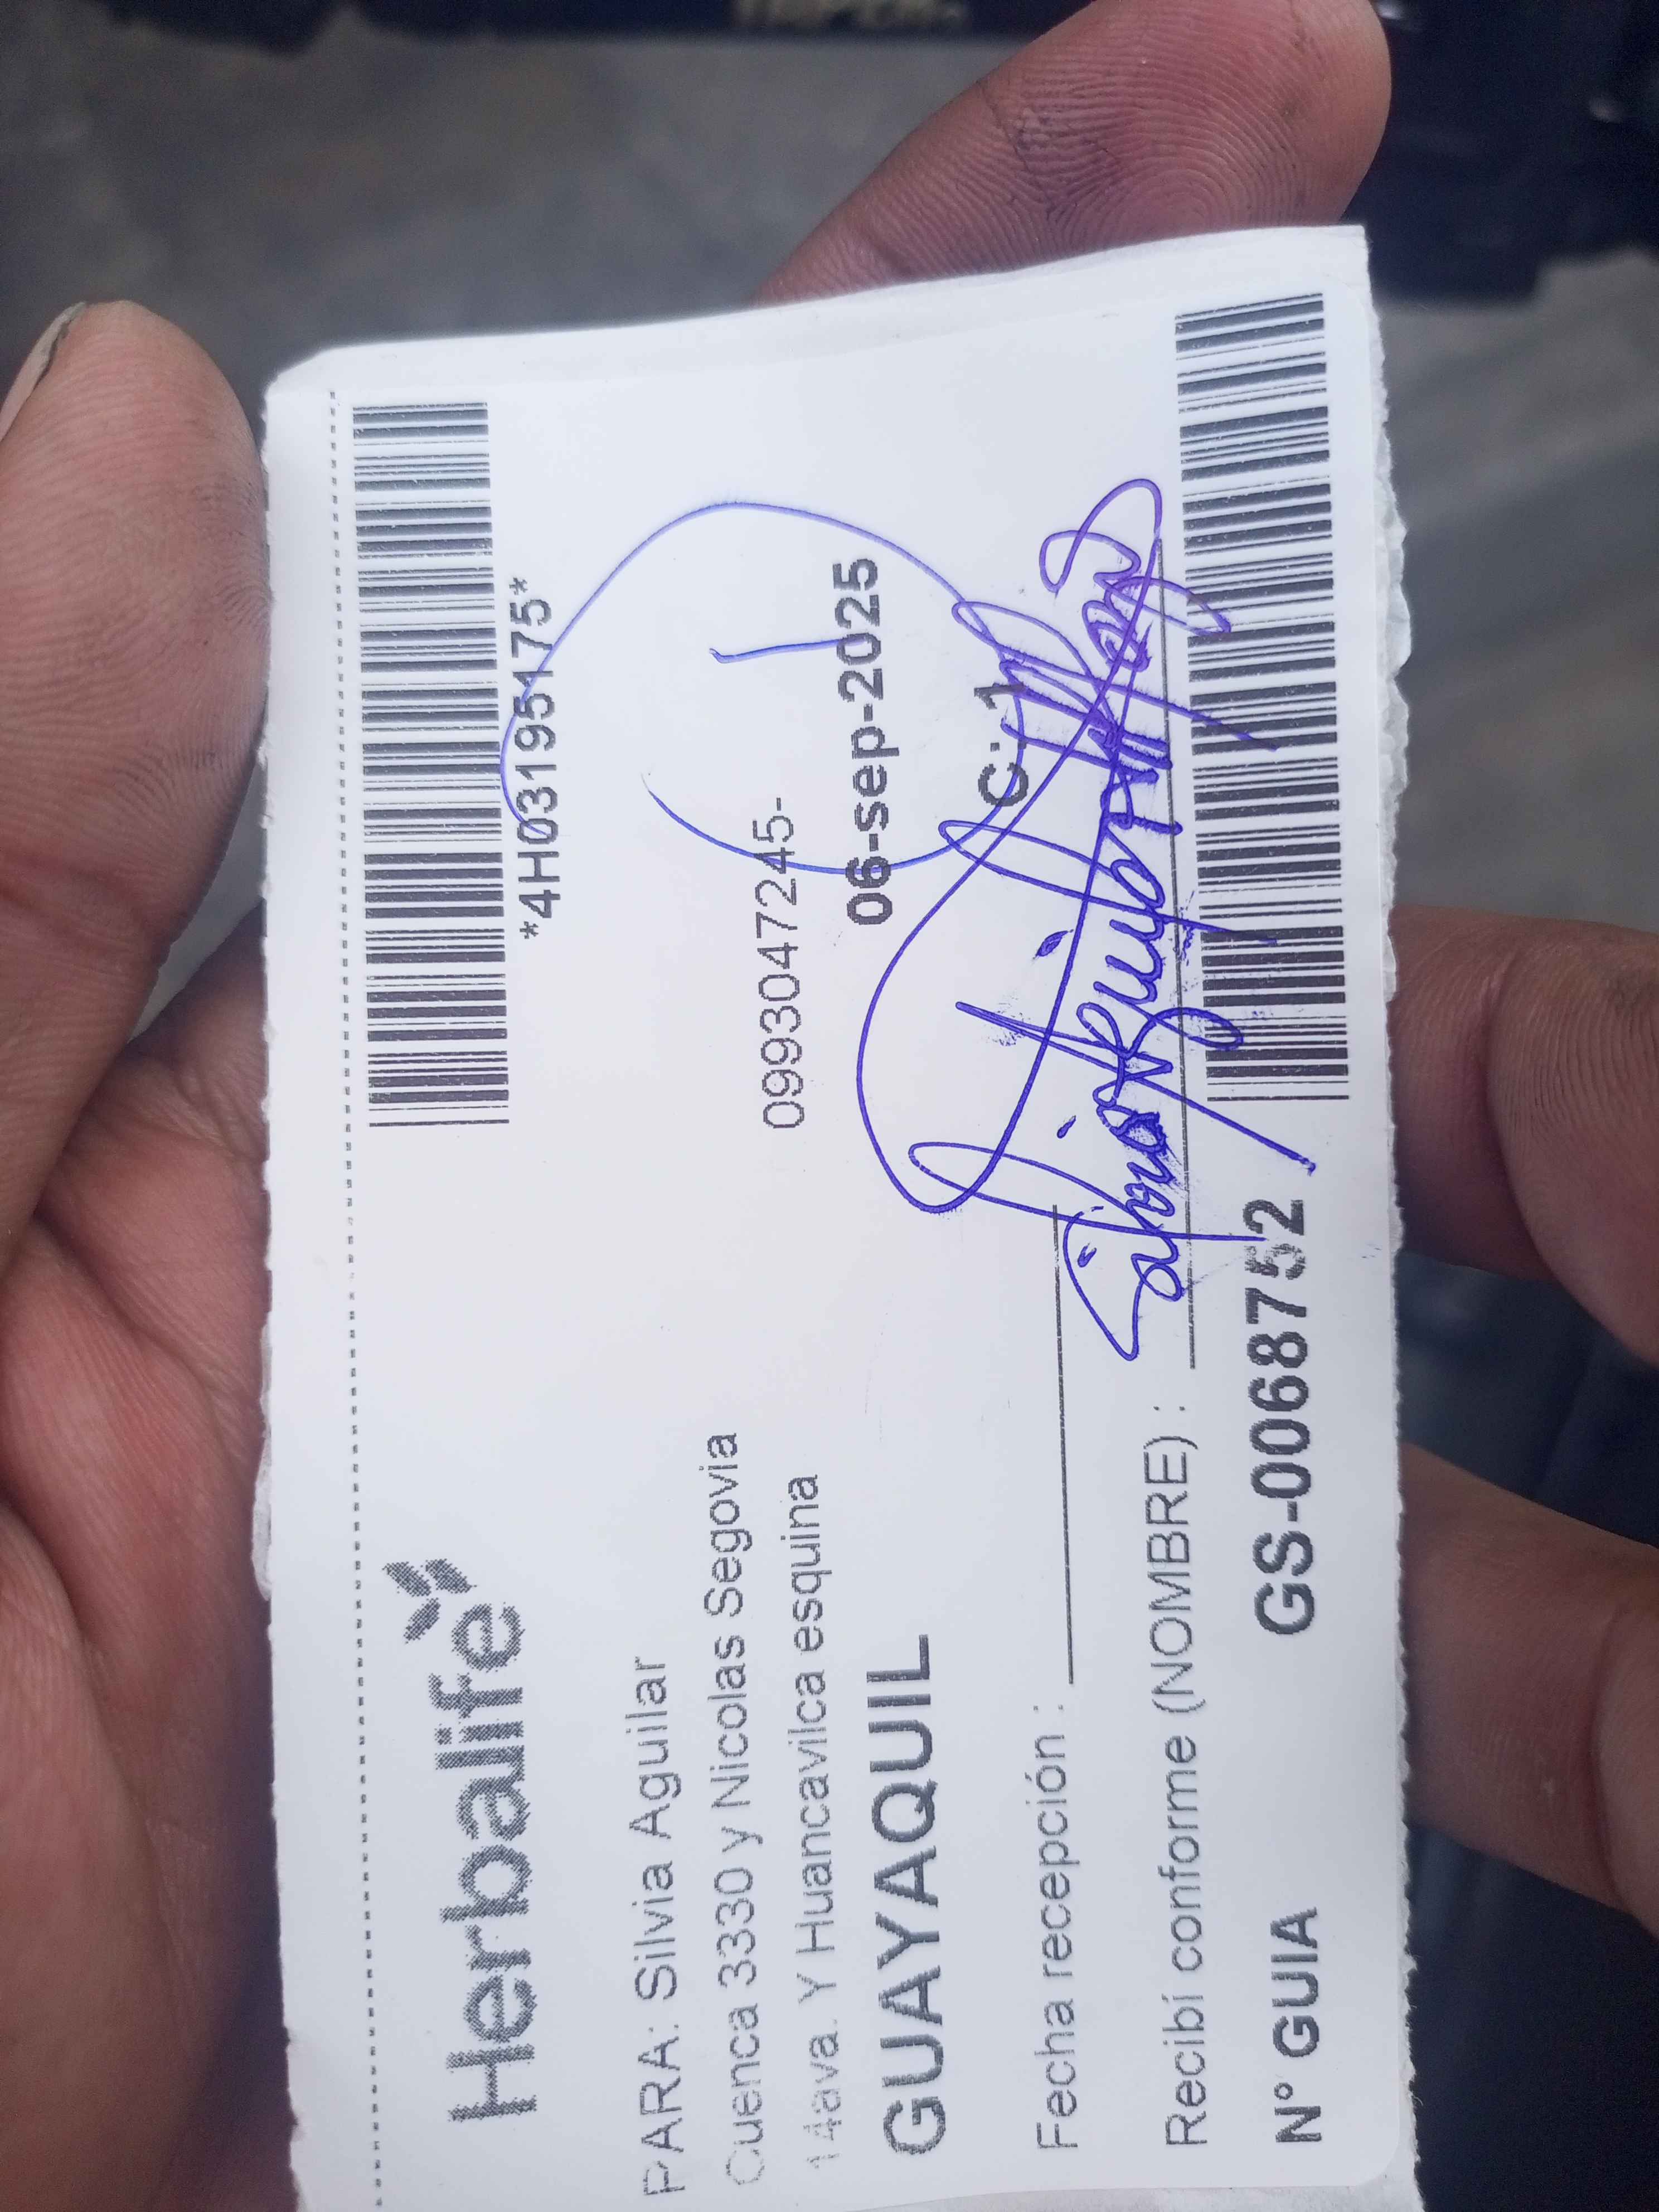 Herbalife
*4H03195175*
PARA: Silvia Aguilar
Cuenca 3330 y Nicolas Segovia
14ava. Y Huancavilca esquina
0993047245-
GUAYAQUIL
06-sep-2025
C: 1
Fecha recepción :
Recibí conforme (NOMBRE) :
N° GUIA
GS-0068752